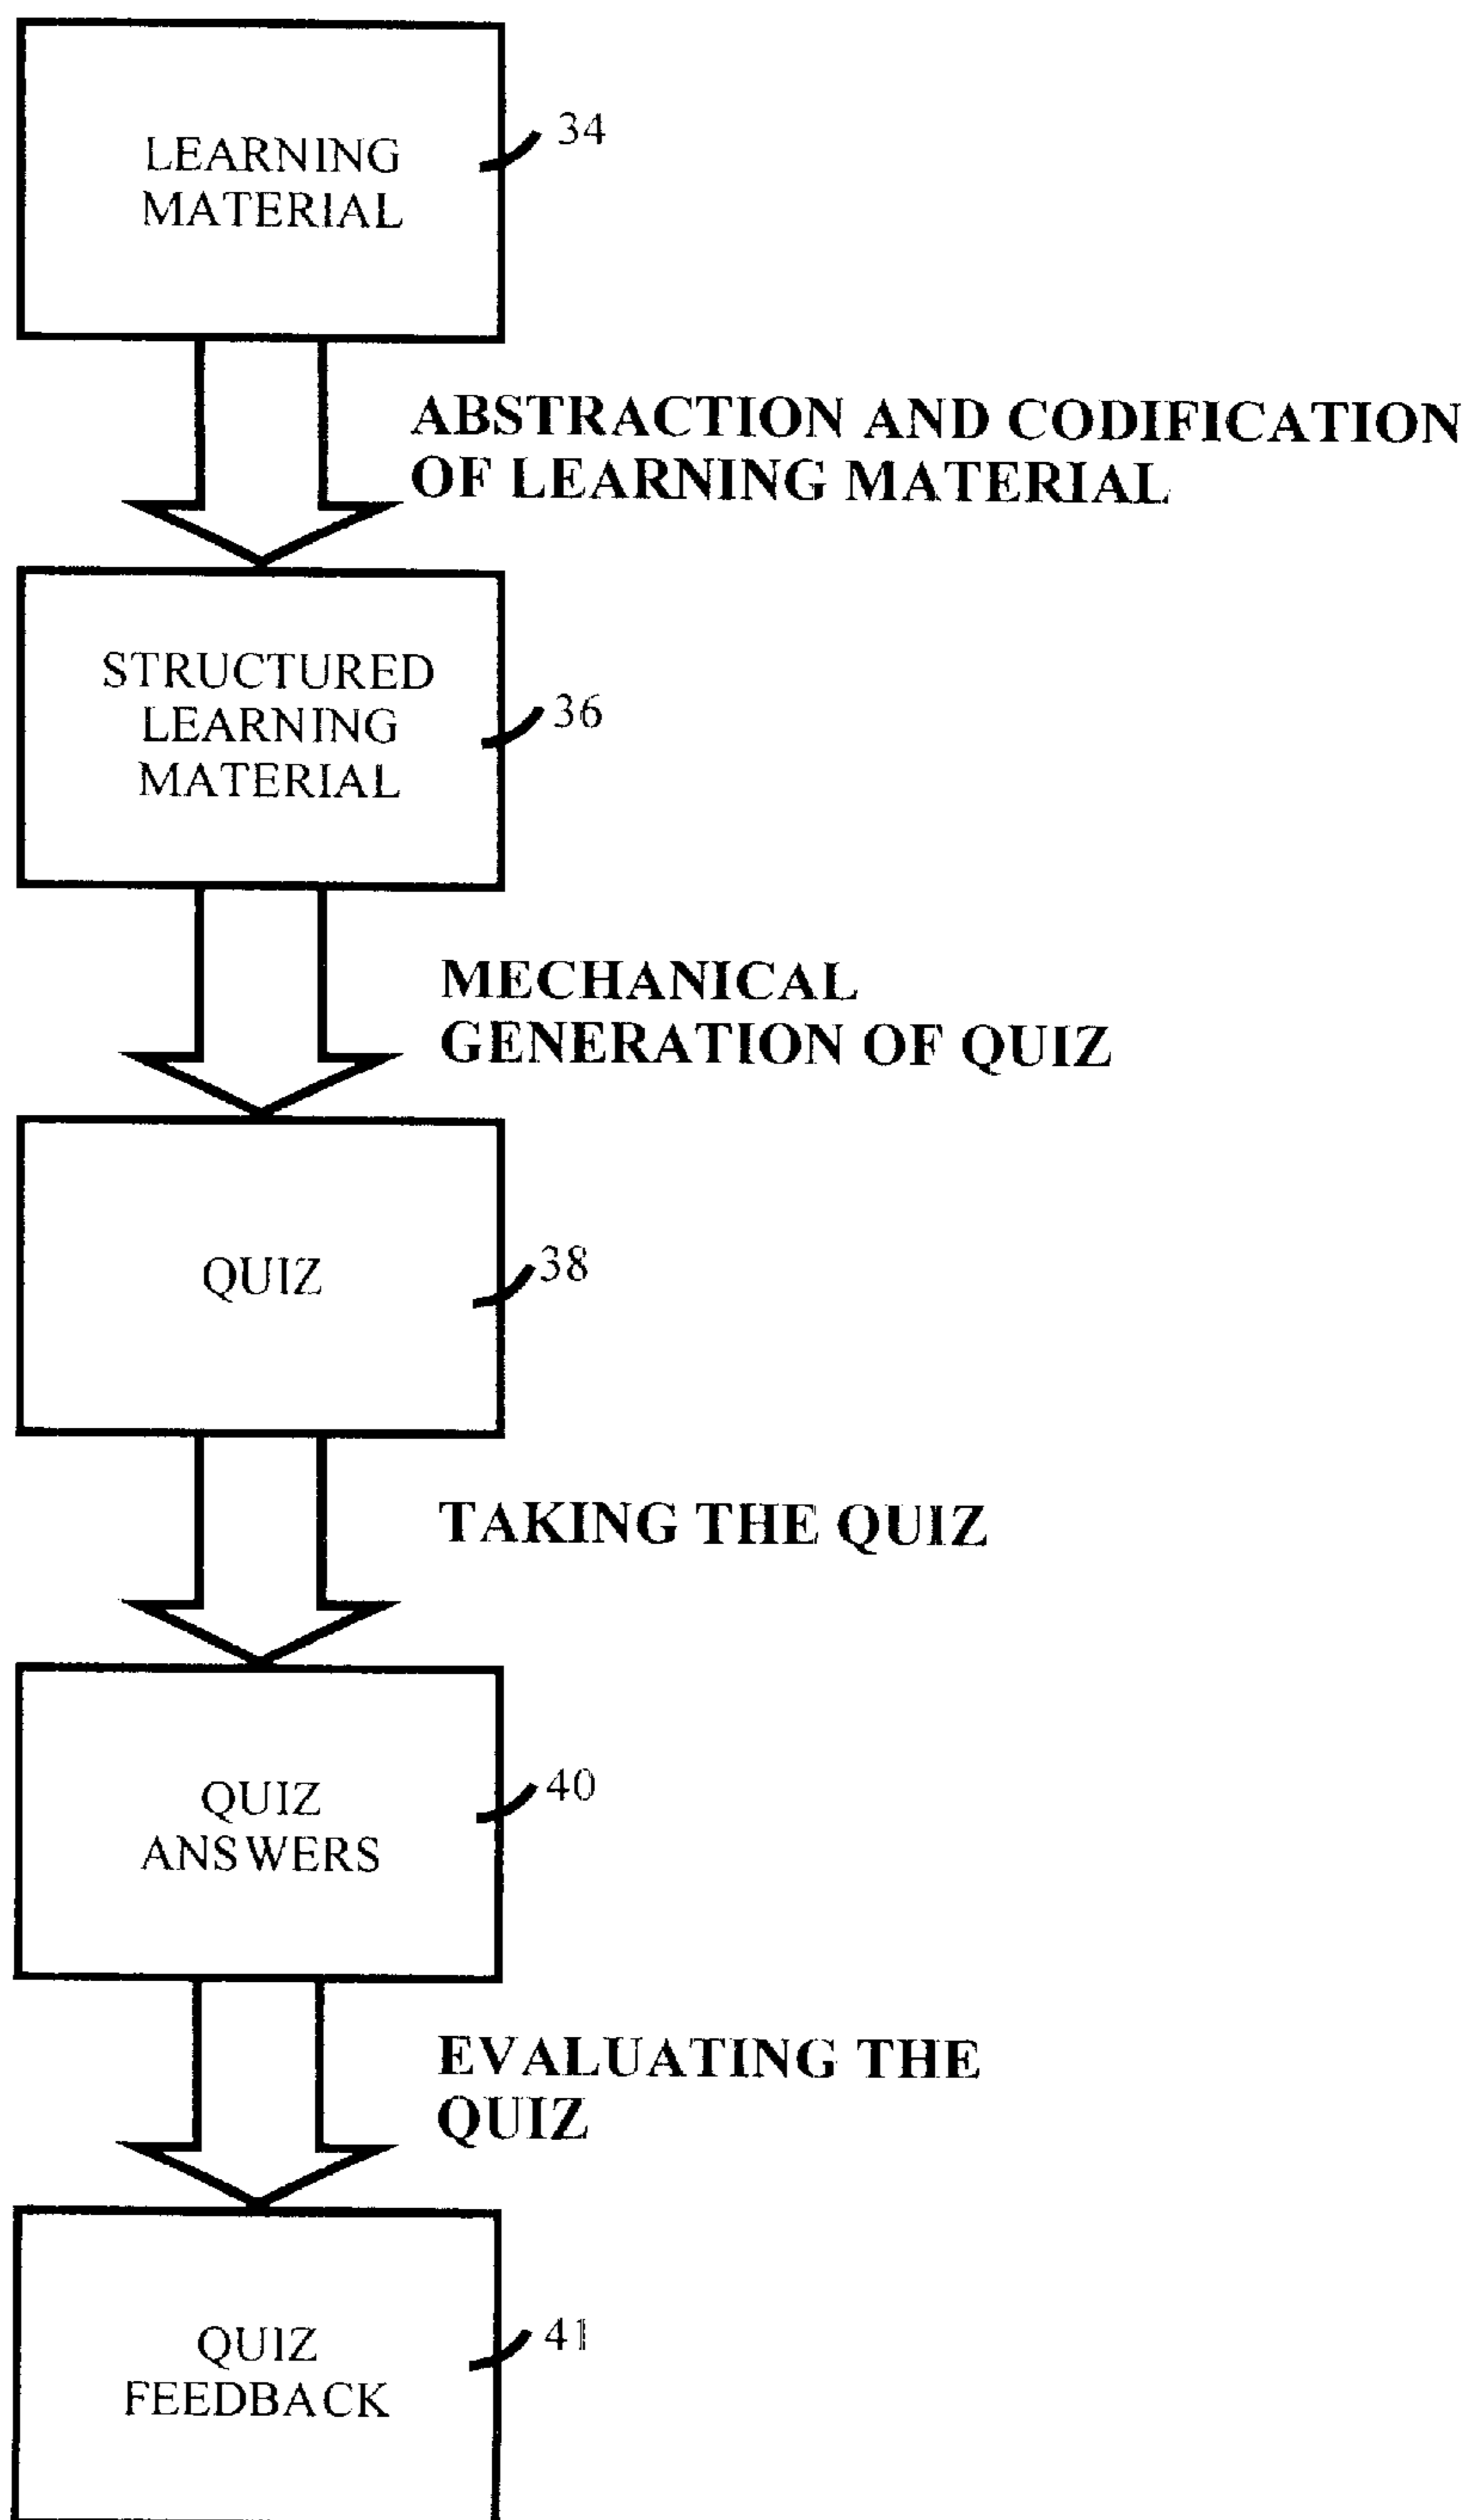 LEARNING
MATERIAL
34
ABSTRACTION AND CODIFICATION
OF LEARNING MATERIAL
STRUCTURED
LEARNING
MATERIAL
36
MECHANICAL
GENERATION OF QUIZ
QUIZ
38
TAKING THE QUIZ
QUIZ
ANSWERS
40
EVALUATING THE
QUIZ
QUIZ
FEEDBACK
41